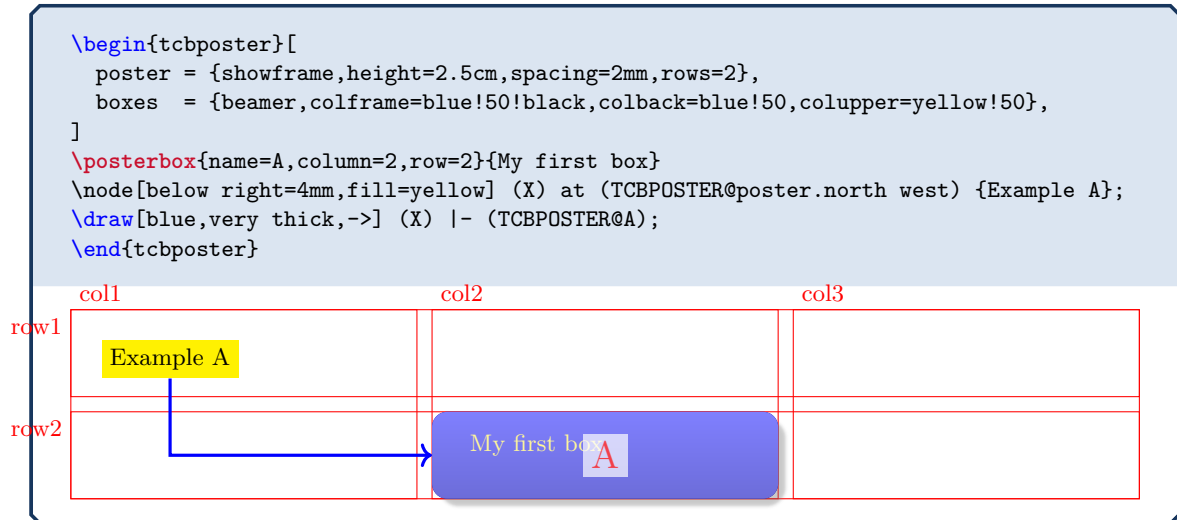 \begin{tcbposter}[
  poster = {showframe,height=2.5cm,spacing=2mm,rows=2},
  boxes  = {beamer,colframe=blue!50!black,colback=blue!50,colupper=yellow!50},
]
\posterbox{name=A,column=2,row=2}{My first box}
\node[below right=4mm,fill=yellow] (X) at (TCBPOSTER@poster.north west) {Example A};
\draw[blue,very thick,->] (X) |- (TCBPOSTER@A);
\end{tcbposter}
col1 col2 col3
row1
Example A
row2
My first box
A